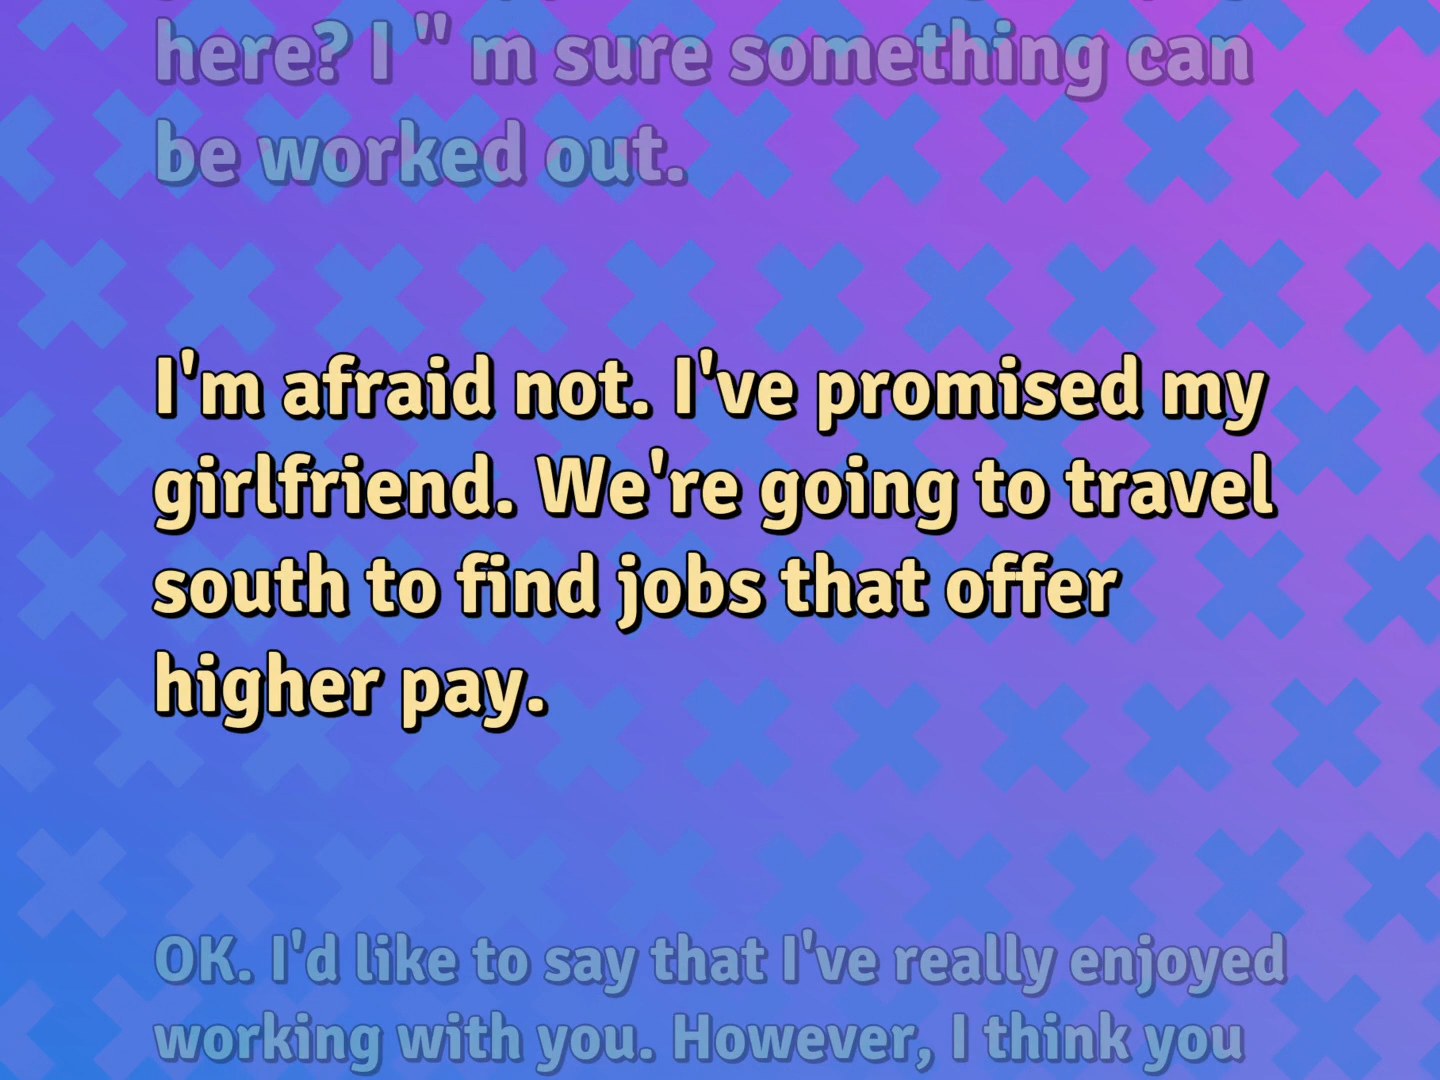 here? I " m sure something can
be worked out.
I'm afraid not. I've promised my
girlfriend. We're going to travel
south to find jobs that offer
higher pay.
OK. I'd like to say that I've really enjoyed
working with you. However, I think you